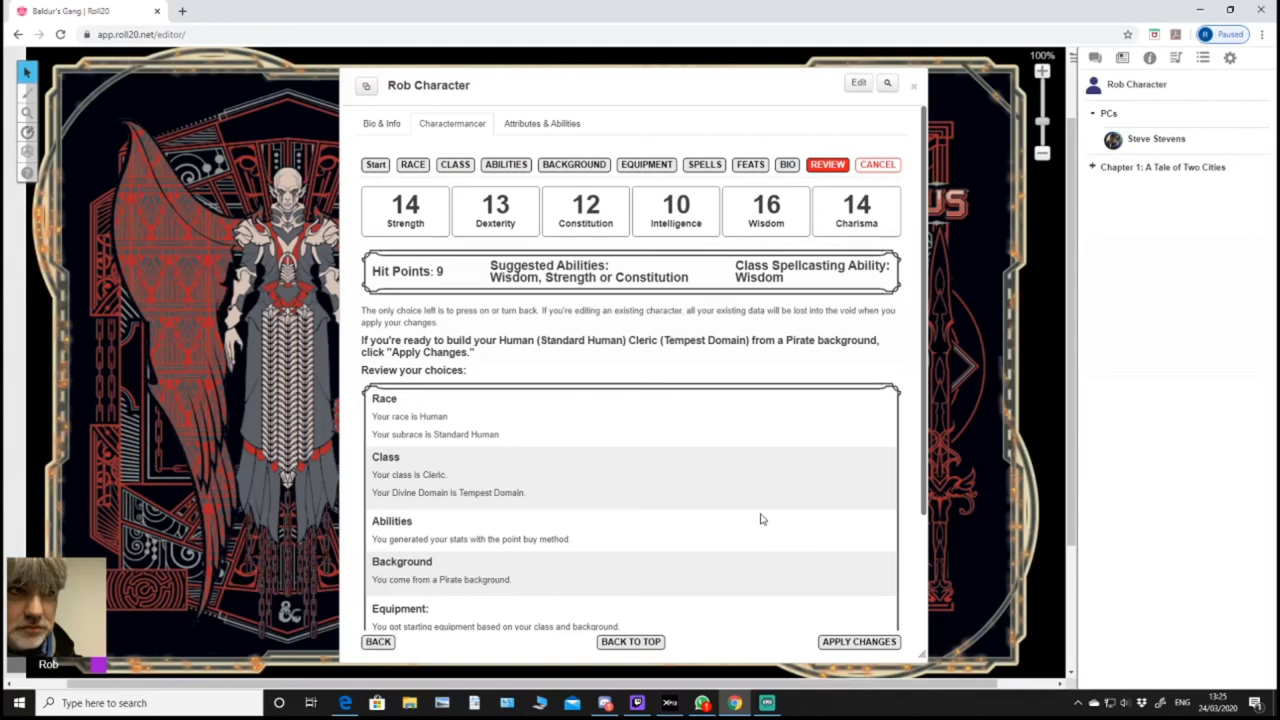 Baldur's Gang | Roll20
app.roll20.net/editor/
R Paused
100%
Rob Character
Edit
Rob Character
Bio & Info
Charactermancer
Attributes & Abilities
PCs
Steve Stevens
Chapter 1: A Tale of Two Cities
Start
RACE
CLASS
ABILITIES
BACKGROUND
EQUIPMENT
SPELLS
FEATS
BIO
REVIEW
CANCEL
14
Strength
13
Dexterity
12
Constitution
10
Intelligence
16
Wisdom
14
Charisma
US
Hit Points: 9
Suggested Abilities:
Wisdom, Strength or Constitution
Class Spellcasting Ability:
Wisdom
The only choice left is to press on or turn back. If you're editing an existing character, all your existing data will be lost into the void when you
apply your changes.
If you're ready to build your Human (Standard Human) Cleric (Tempest Domain) from a Pirate background,
click "Apply Changes."
Review your choices:
Race
Your race is Human
Your subrace is Standard Human
Class
Your class is Cleric.
Your Divine Domain is Tempest Domain.
Abilities
You generated your stats with the point buy method.
Background
You come from a Pirate background.
Equipment:
You got starting equipment based on your class and background.
BACK
BACK TO TOP
APPLY CHANGES
Rob
Type here to search
ENG
13:25
24/03/2020